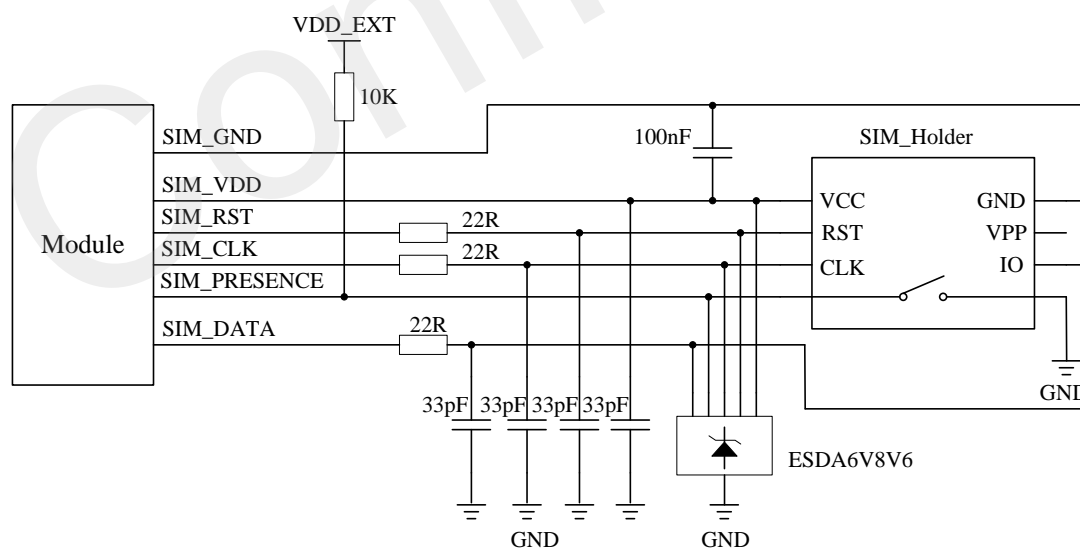 VDD_EXT
10K
SIM_GND
100nF
SIM_Holder
SIM_VDD
VCC
GND
SIM_RST
22R
RST
VPP
Module
SIM_CLK
22R
CLK
IO
SIM_PRESENCE
SIM_DATA
22R
GND
33pF 33pF 33pF 33pF
ESDA6V8V6
GND
GND